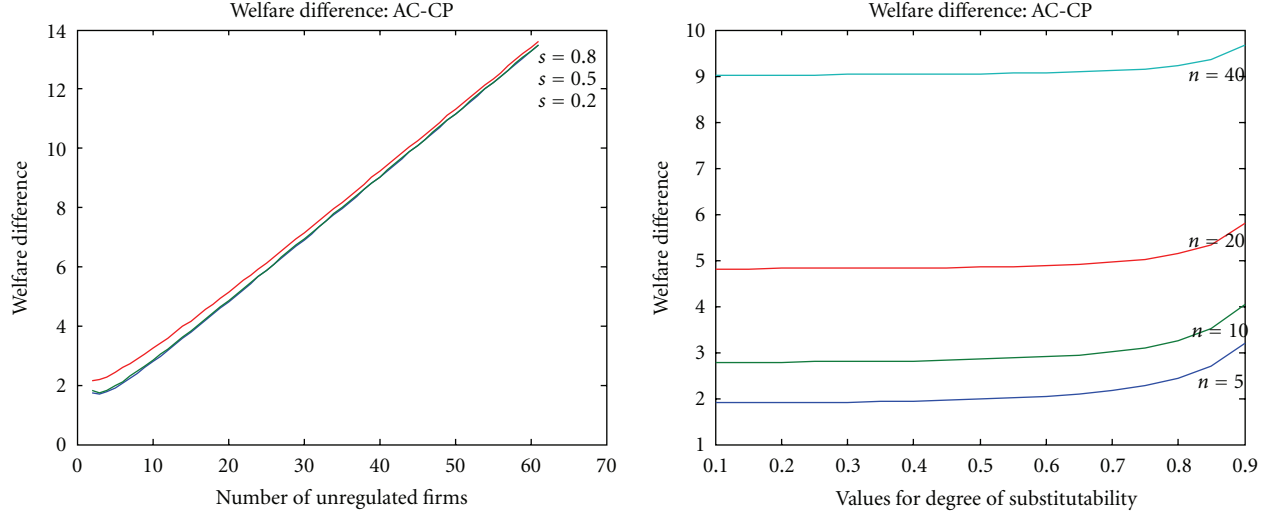 Welfare difference: AC-CP
14
12
10
8
6
4
2
0
0 10 20 30 40 50 60 70
s = 0.8
s = 0.5
s = 0.2
Welfare difference
Number of unregulated firms
Welfare difference: AC-CP
10
9
8
7
6
5
4
3
2
1
0.1 0.2 0.3 0.4 0.5 0.6 0.7 0.8 0.9
n = 40
n = 20
n = 10
n = 5
Welfare difference
Values for degree of substitutability